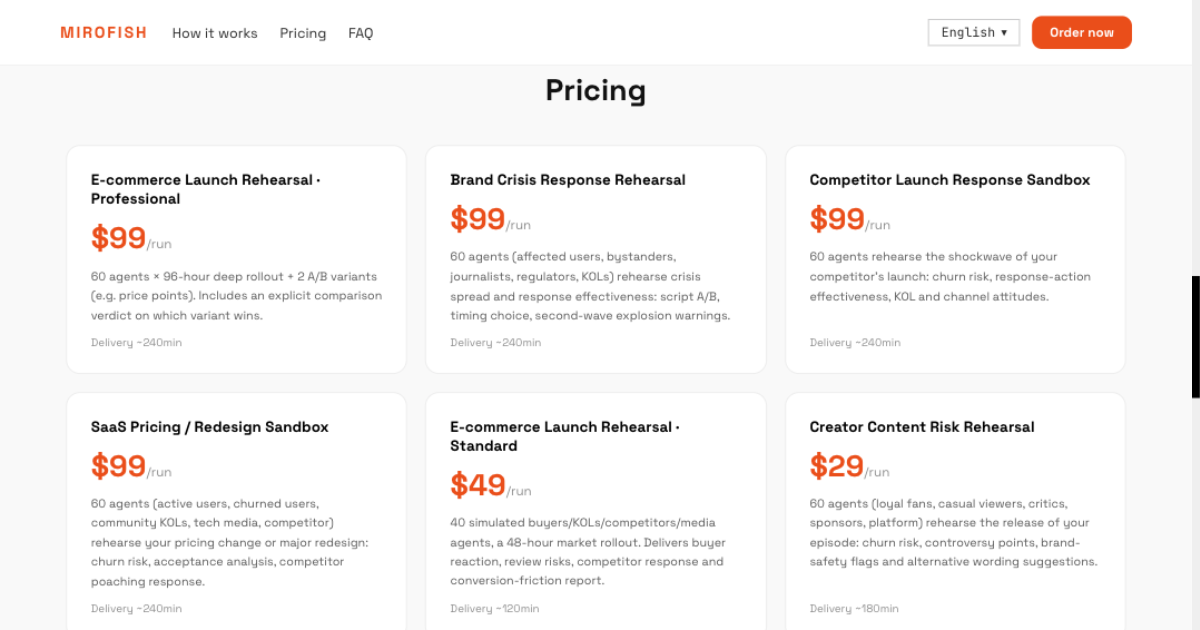 MIROFISH
How it works
Pricing
FAQ
English ▾
Order now
Pricing
E-commerce Launch Rehearsal ·
Professional
$99/run
60 agents × 96-hour deep rollout + 2 A/B variants
(e.g. price points). Includes an explicit comparison
verdict on which variant wins.
Delivery ~240min
Brand Crisis Response Rehearsal
$99/run
60 agents (affected users, bystanders,
journalists, regulators, KOLs) rehearse crisis
spread and response effectiveness: script A/B,
timing choice, second-wave explosion warnings.
Delivery ~240min
Competitor Launch Response Sandbox
$99/run
60 agents rehearse the shockwave of your
competitor's launch: churn risk, response-action
effectiveness, KOL and channel attitudes.
Delivery ~240min
SaaS Pricing / Redesign Sandbox
$99/run
60 agents (active users, churned users,
community KOLs, tech media, competitor)
rehearse your pricing change or major redesign:
churn risk, acceptance analysis, competitor
poaching response.
Delivery ~240min
E-commerce Launch Rehearsal ·
Standard
$49/run
40 simulated buyers/KOLs/competitors/media
agents, a 48-hour market rollout. Delivers buyer
reaction, review risks, competitor response and
conversion-friction report.
Delivery ~120min
Creator Content Risk Rehearsal
$29/run
60 agents (loyal fans, casual viewers, critics,
sponsors, platform) rehearse the release of your
episode: churn risk, controversy points, brand-
safety flags and alternative wording suggestions.
Delivery ~180min